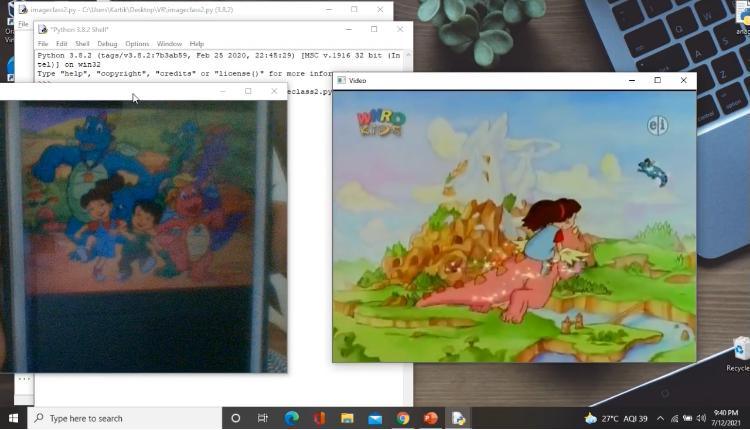 imageclass2.py - C:\Users\Kartik\Desktop\VR\imageclass2.py (3.8.2)
*Python 3.8.2 Shell*
File Edit Shell Debug Options Window Help
Python 3.8.2 (tags/v3.8.2:7b3ab59, Feb 25 2020, 22:45:29) [MSC v.1916 32 bit (In
tel)] on win32
Type "help", "copyright", "credits" or "license()" for more infor
eclass2.py
Video
KIDS
e/i
Recycle
Type here to search
27°C AQI 39
9:40 PM
7/12/2021